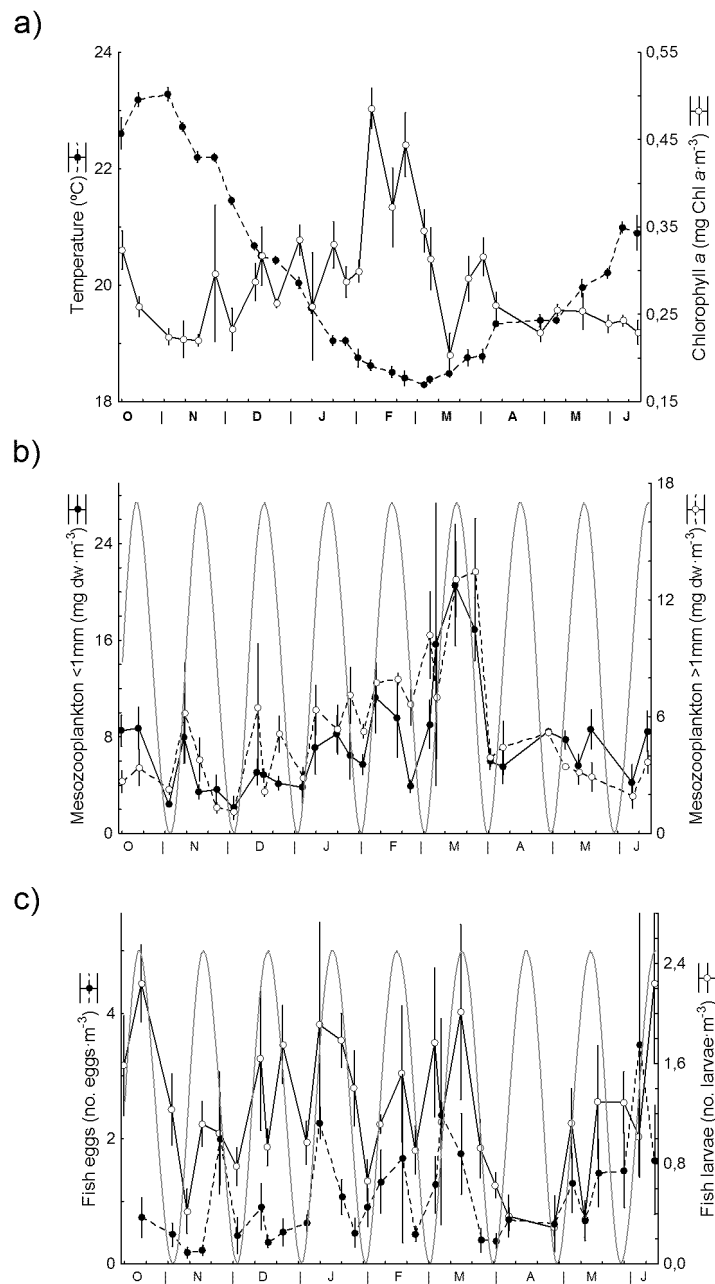 a)
24
22
20
18
Temperature (ºC)
0,55
0,45
0,35
0,25
0,15
Chlorophyll a (mg Chl a·m-3)
O | N | D | J | F | M | A | M | J
b)
24
16
8
0
Mesozooplankton <1mm (mg dw·m-3)
18
12
6
0
Mesozooplankton >1mm (mg dw·m-3)
O | N | D | J | F | M | A | M | J
c)
4
2
0
Fish eggs (no. eggs·m-3)
2,4
1,6
0,8
0,0
Fish larvae (no. larvae·m-3)
O | N | D | J | F | M | A | M | J